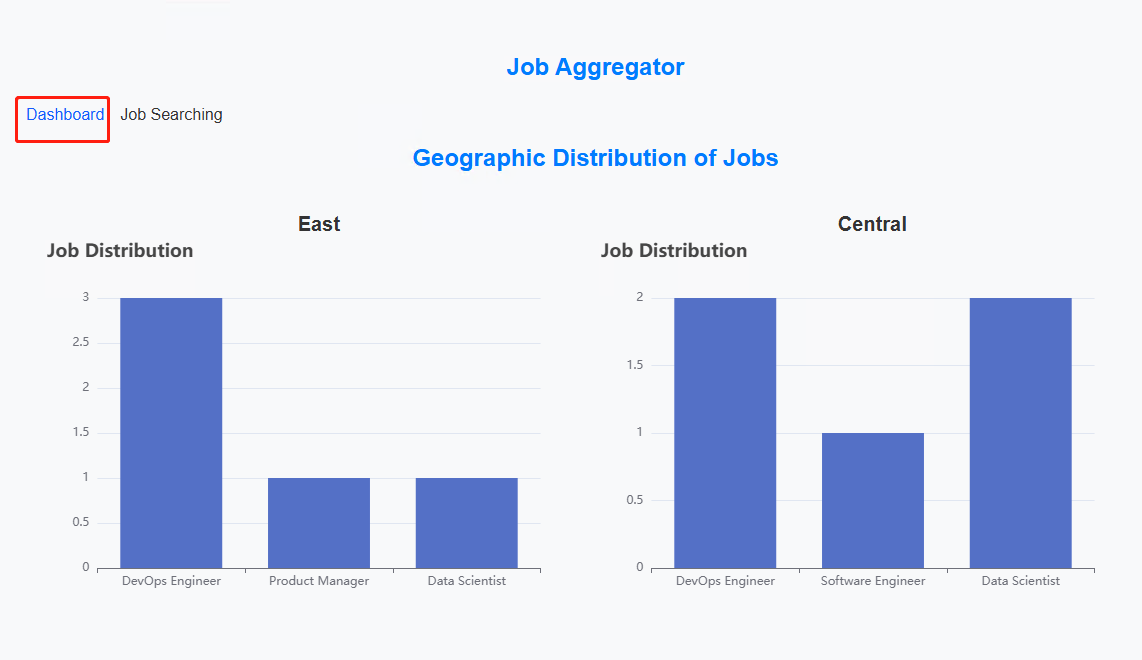 Job Aggregator
Dashboard Job Searching
Geographic Distribution of Jobs
East
Job Distribution
3
2.5
2
1.5
1
0.5
0
DevOps Engineer Product Manager Data Scientist
Central
Job Distribution
2
1.5
1
0.5
0
DevOps Engineer Software Engineer Data Scientist